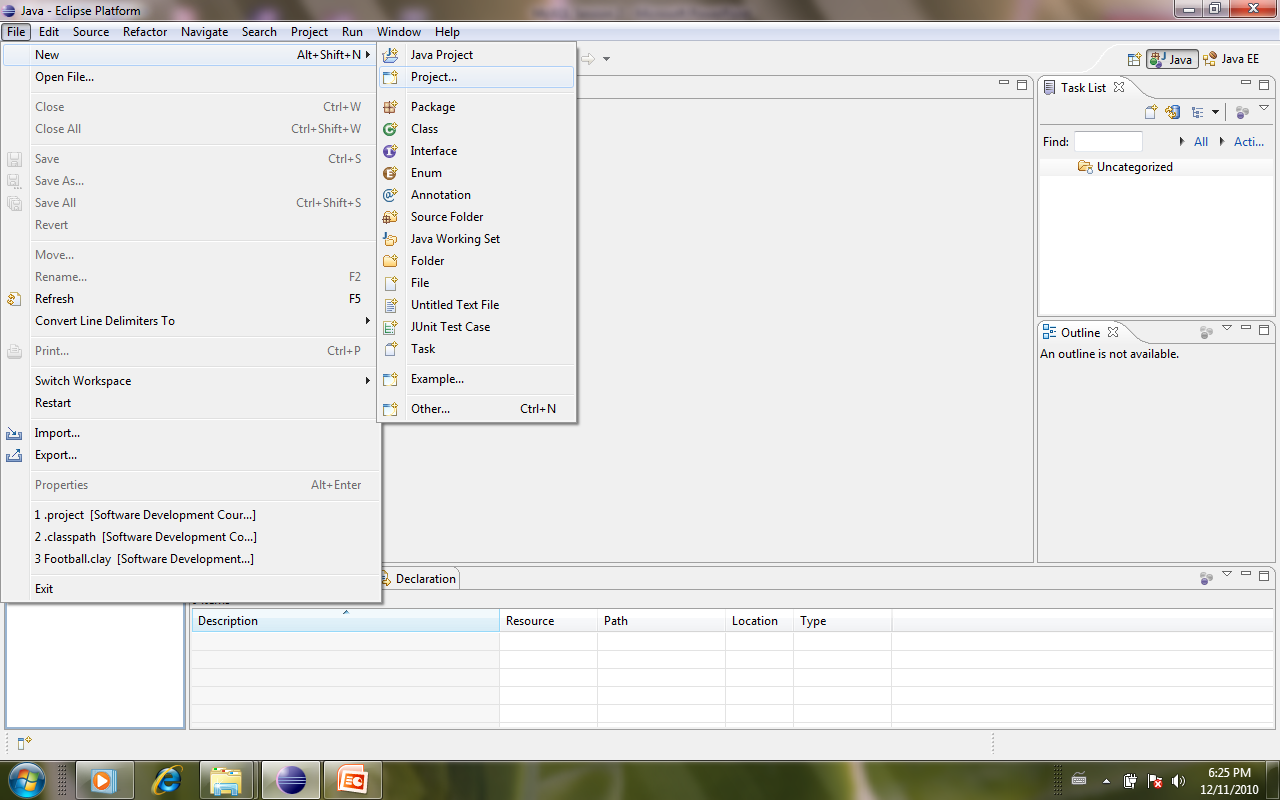 Java - Eclipse Platform
File Edit Source Refactor Navigate Search Project Run Window Help
New Alt+Shift+N
Open File...
Close Ctrl+W
Close All Ctrl+Shift+W
Save Ctrl+S
Save As...
Save All Ctrl+Shift+S
Revert
Move...
Rename... F2
Refresh F5
Convert Line Delimiters To
Print... Ctrl+P
Switch Workspace
Restart
Import...
Export...
Properties Alt+Enter
1 .project [Software Development Cour...]
2 .classpath [Software Development Co...]
3 Football.clay [Software Development...]
Exit
Java Project
Project...
Package
Class
Interface
Enum
Annotation
Source Folder
Java Working Set
Folder
File
Untitled Text File
JUnit Test Case
Task
Example...
Other... Ctrl+N
Java Java EE
Task List
Find: All Acti...
Uncategorized
Outline
An outline is not available.
Declaration
Description Resource Path Location Type
6:25 PM
12/11/2010